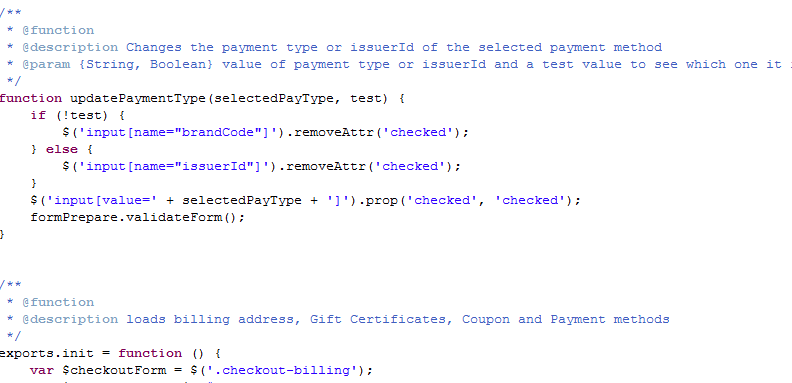 /**
 * @function
 * @description Changes the payment type or issuerId of the selected payment method
 * @param {String, Boolean} value of payment type or issuerId and a test value to see which one it
 */
function updatePaymentType(selectedPayType, test) {
    if (!test) {
        $('input[name="brandCode"]').removeAttr('checked');
    } else {
        $('input[name="issuerId"]').removeAttr('checked');
    }
    $('input[value=' + selectedPayType + ']').prop('checked', 'checked');
    formPrepare.validateForm();
}
/**
 * @function
 * @description loads billing address, Gift Certificates, Coupon and Payment methods
 */
exports.init = function () {
    var $checkoutForm = $('.checkout-billing');